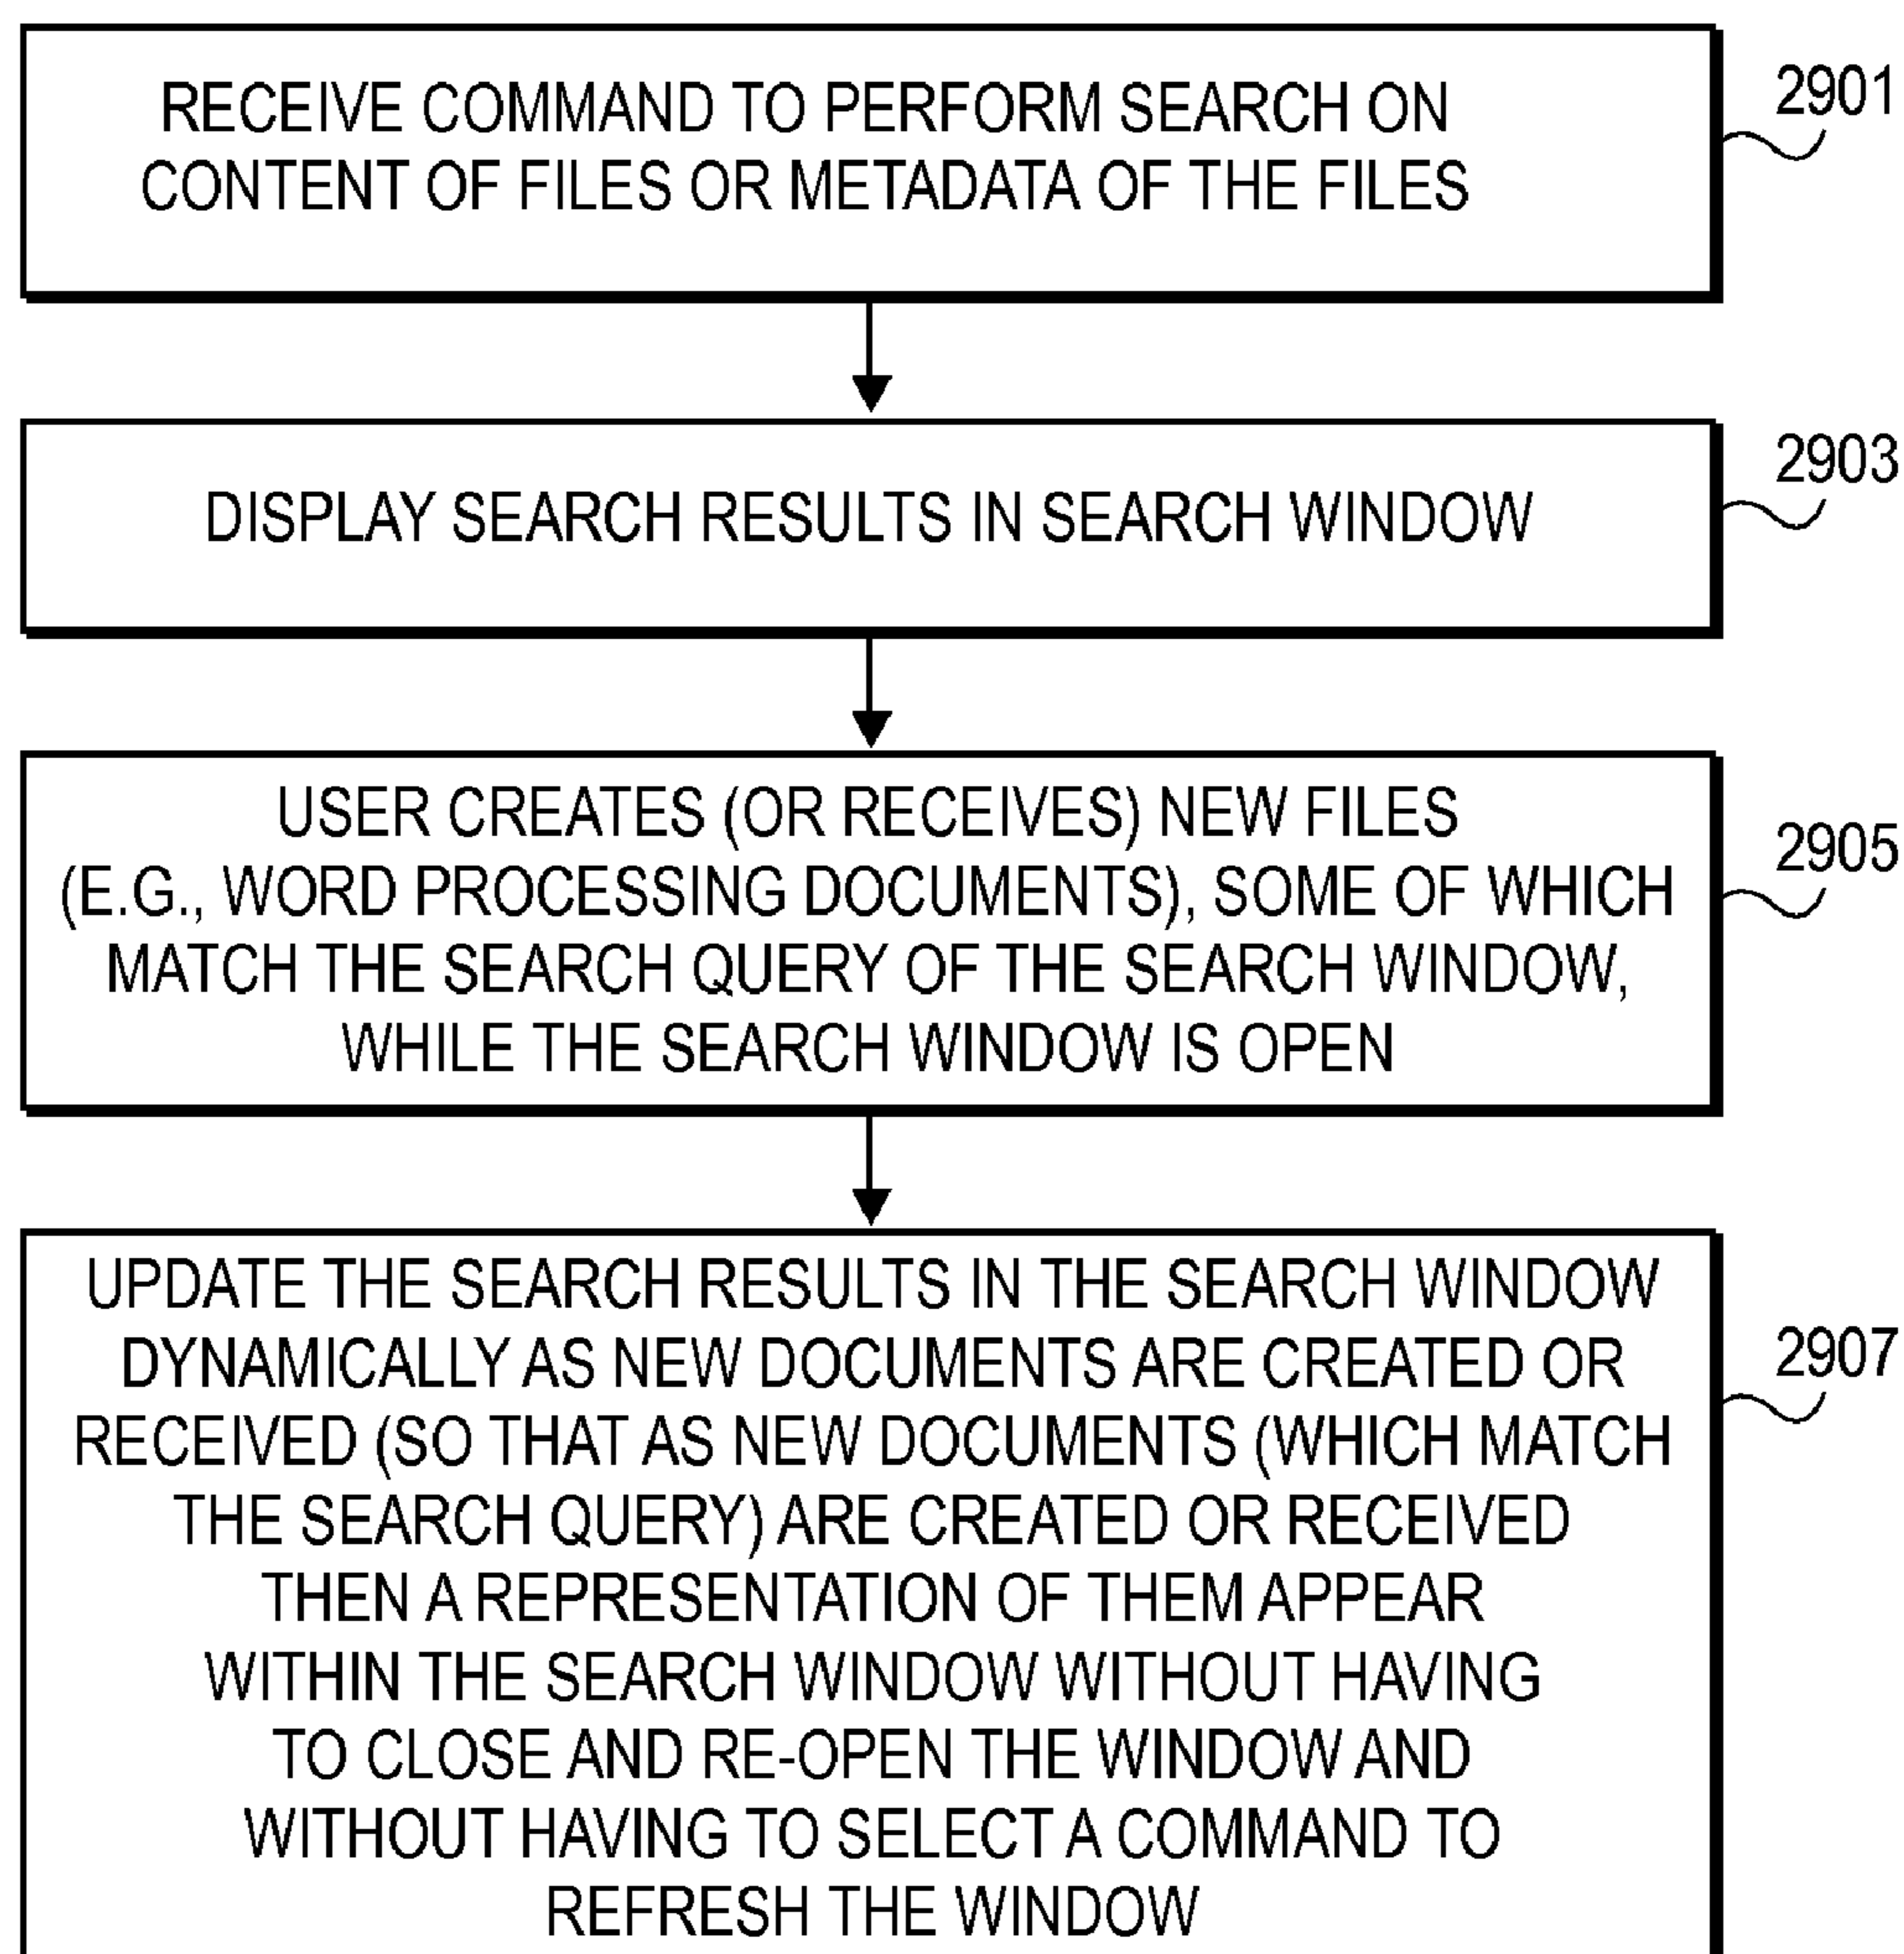 RECEIVE COMMAND TO PERFORM SEARCH ON
CONTENT OF FILES OR METADATA OF THE FILES
2901
DISPLAY SEARCH RESULTS IN SEARCH WINDOW
2903
USER CREATES (OR RECEIVES) NEW FILES
(E.G., WORD PROCESSING DOCUMENTS), SOME OF WHICH
MATCH THE SEARCH QUERY OF THE SEARCH WINDOW,
WHILE THE SEARCH WINDOW IS OPEN
2905
UPDATE THE SEARCH RESULTS IN THE SEARCH WINDOW
DYNAMICALLY AS NEW DOCUMENTS ARE CREATED OR
RECEIVED (SO THAT AS NEW DOCUMENTS (WHICH MATCH
THE SEARCH QUERY) ARE CREATED OR RECEIVED
THEN A REPRESENTATION OF THEM APPEAR
WITHIN THE SEARCH WINDOW WITHOUT HAVING
TO CLOSE AND RE-OPEN THE WINDOW AND
WITHOUT HAVING TO SELECT A COMMAND TO
REFRESH THE WINDOW
2907